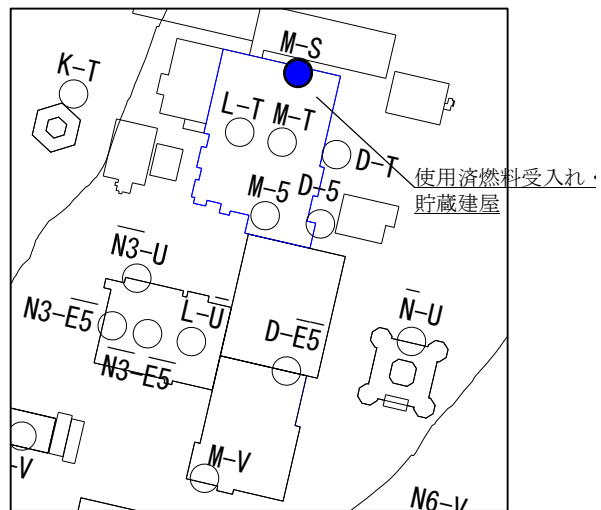 M-S
K-T
L-T
M-T
D-T
使用済燃料受入れ・
貯蔵建屋
M-5
D-5
N3-U
N-U
N3-E5
L-U
D-E5
N3-E5
M-V
-V
N6-V